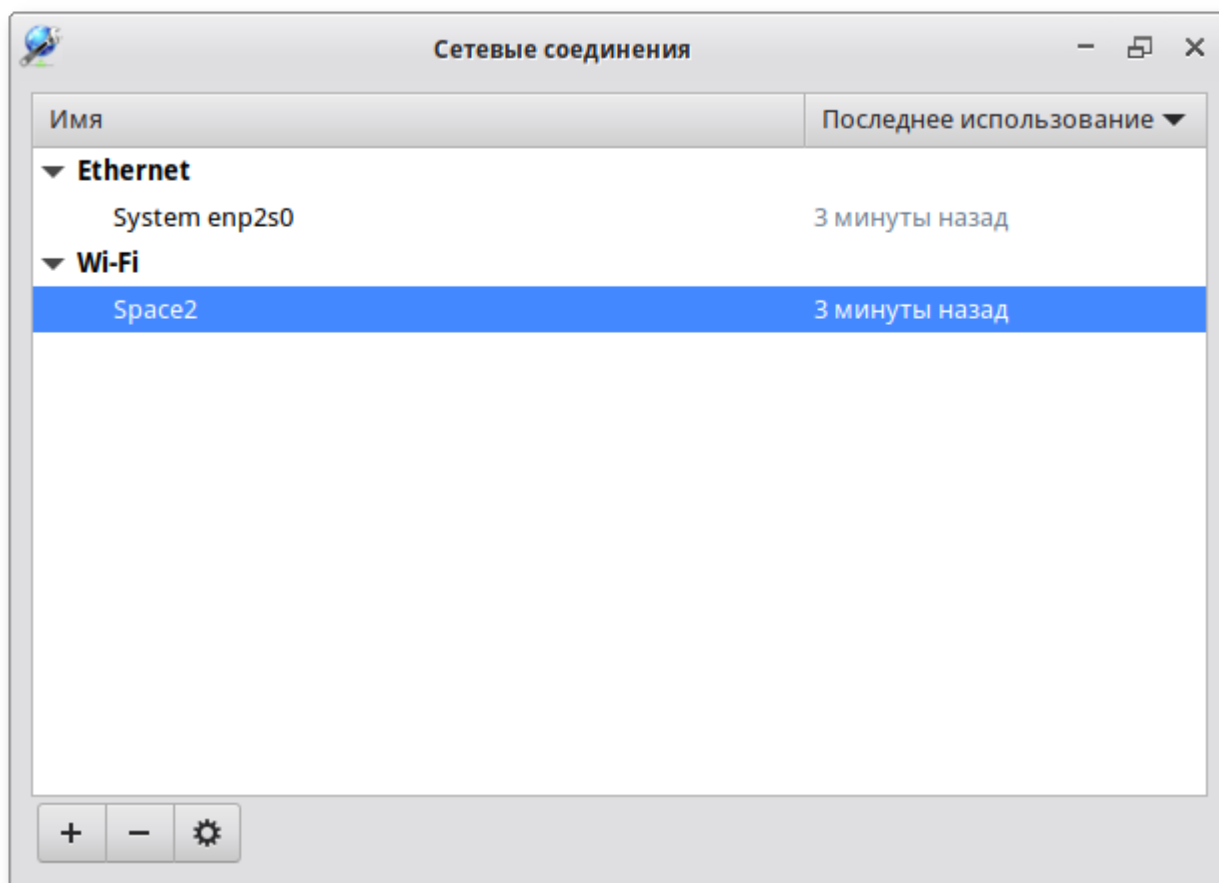 Сетевые соединения
Имя Последнее использование
Ethernet
System enp2s0 3 минуты назад
Wi-Fi
Space2 3 минуты назад